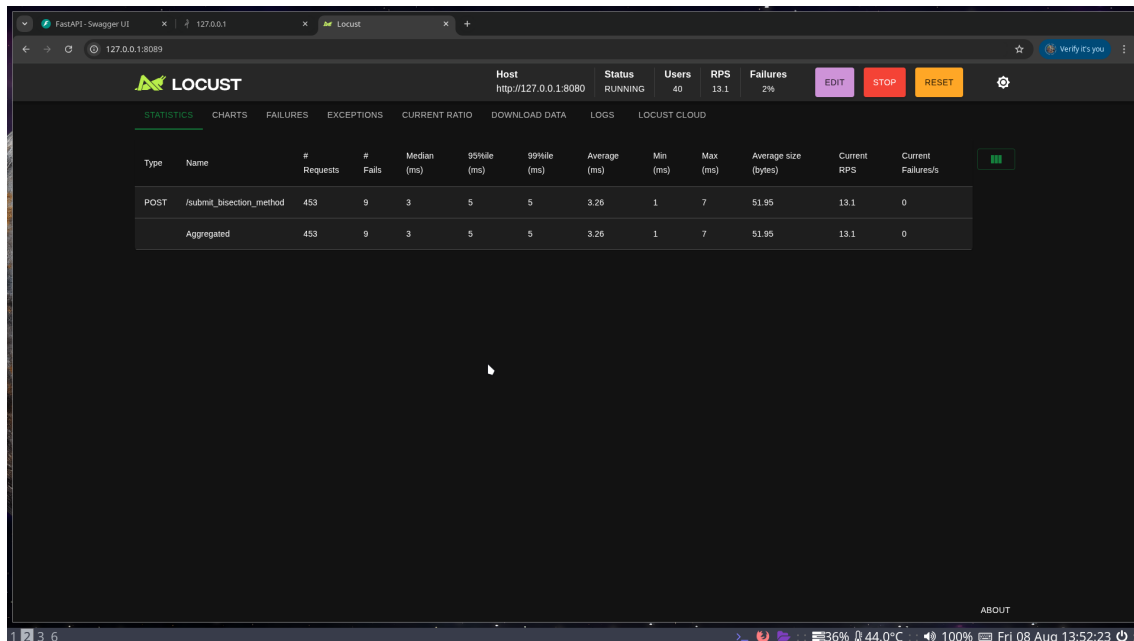 FastAPI - Swagger UI × 127.0.0.1 × Locust × +
127.0.0.1:8089 Verify it's you
LOCUST
Host Status Users RPS Failures
http://127.0.0.1:8080 RUNNING 40 13.1 2% EDIT STOP RESET
STATISTICS CHARTS FAILURES EXCEPTIONS CURRENT RATIO DOWNLOAD DATA LOGS LOCUST CLOUD
Type Name # Requests # Fails Median (ms) 95%ile (ms) 99%ile (ms) Average (ms) Min (ms) Max (ms) Average size (bytes) Current RPS Current Failures/s
POST /submit_bisection_method 453 9 3 5 5 3.26 1 7 51.95 13.1 0
Aggregated 453 9 3 5 5 3.26 1 7 51.95 13.1 0
ABOUT
1 2 3 6 36% 44.0°C 100% Fri 08 Aug 13:52:23